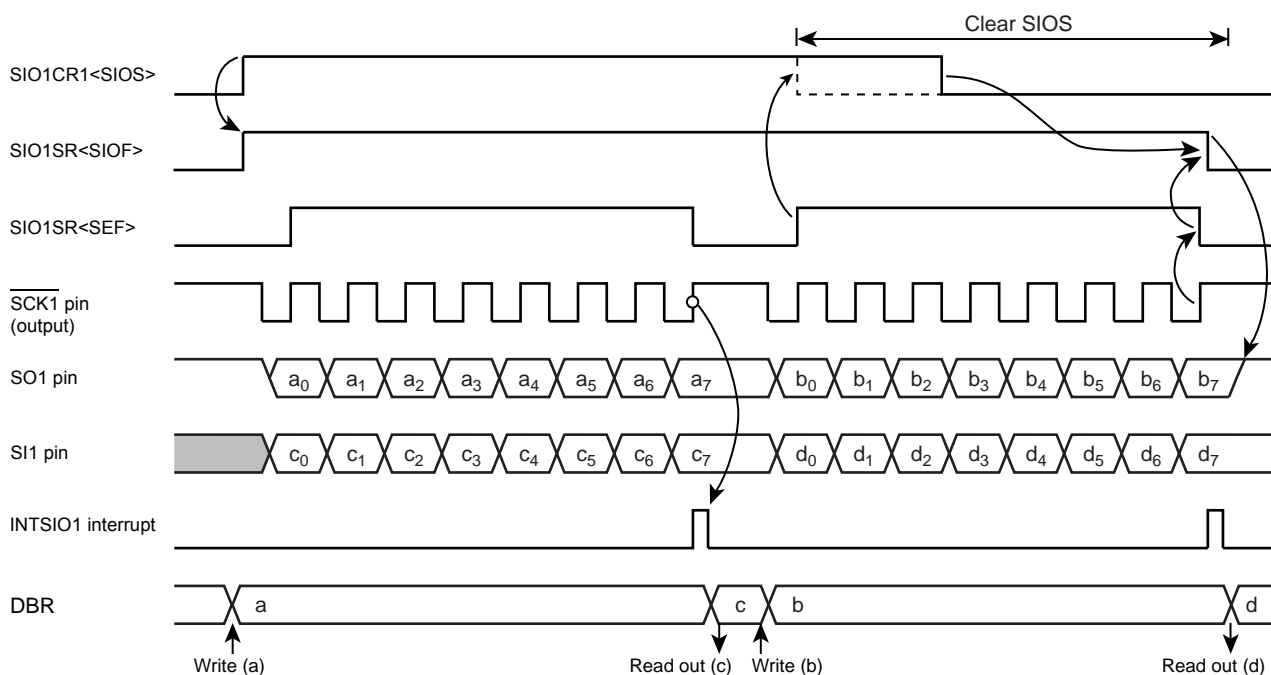 Clear SIOS
SIO1CR1<SIOS>
SIO1SR<SIOF>
SIO1SR<SEF>
SCK1 pin
(output)
SO1 pin a0 a1 a2 a3 a4 a5 a6 a7 b0 b1 b2 b3 b4 b5 b6 b7
SI1 pin c0 c1 c2 c3 c4 c5 c6 c7 d0 d1 d2 d3 d4 d5 d6 d7
INTSIO1 interrupt
DBR a c b d
Write (a) Read out (c) Write (b) Read out (d)